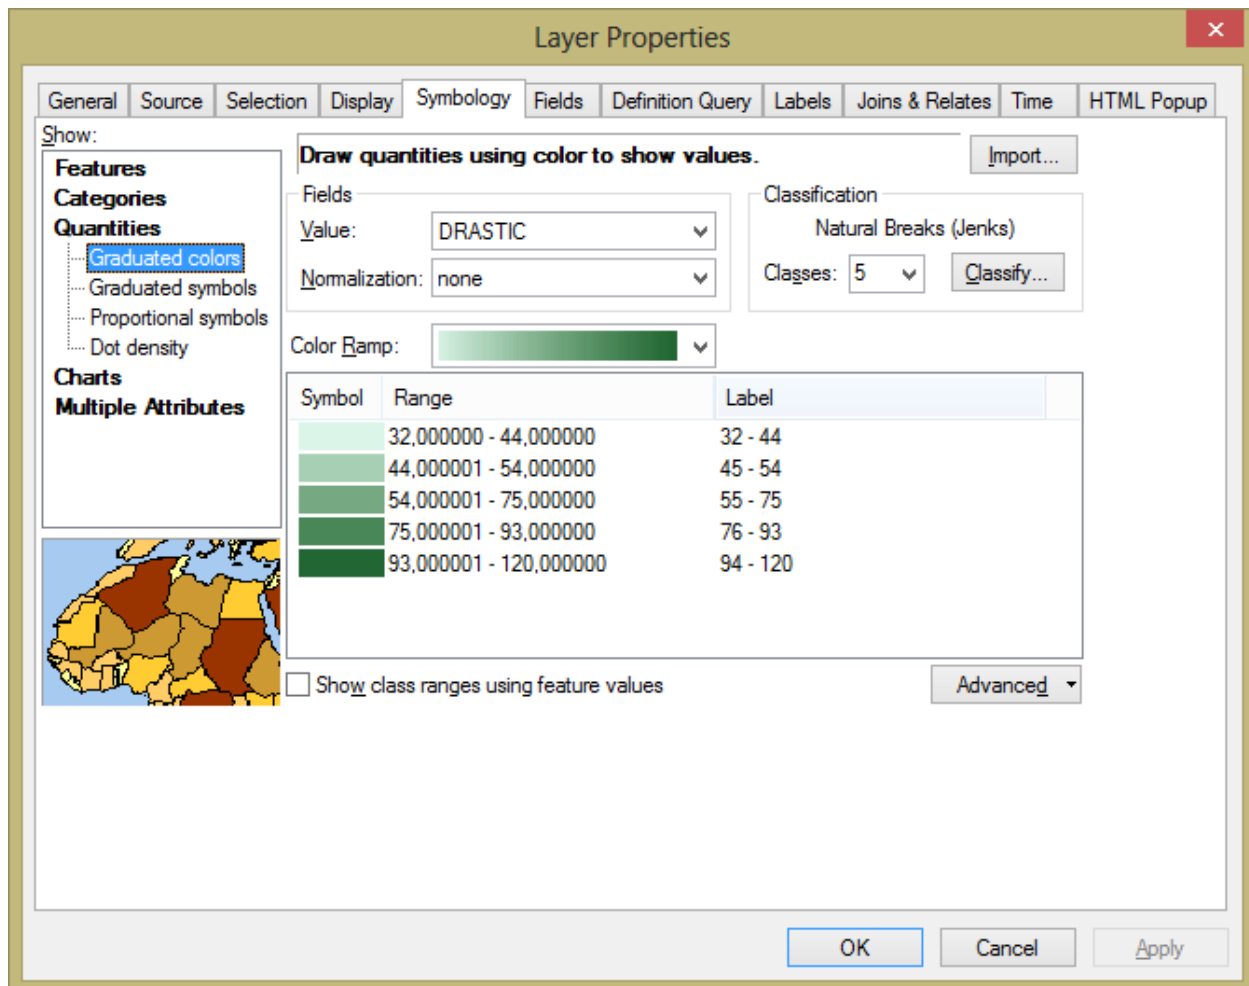 Layer Properties
General Source Selection Display Symbology Fields Definition Query Labels Joins & Relates Time HTML Popup
Show:
Features
Categories
Quantities
Graduated colors
Graduated symbols
Proportional symbols
Dot density
Charts
Multiple Attributes
Draw quantities using color to show values.
Import...
Fields
Value: DRASTIC
Normalization: none
Classification
Natural Breaks (Jenks)
Classes: 5 Classify...
Color Ramp:
Symbol Range Label
32,000000 - 44,000000 32 - 44
44,000001 - 54,000000 45 - 54
54,000001 - 75,000000 55 - 75
75,000001 - 93,000000 76 - 93
93,000001 - 120,000000 94 - 120
Show class ranges using feature values
Advanced
OK Cancel Apply